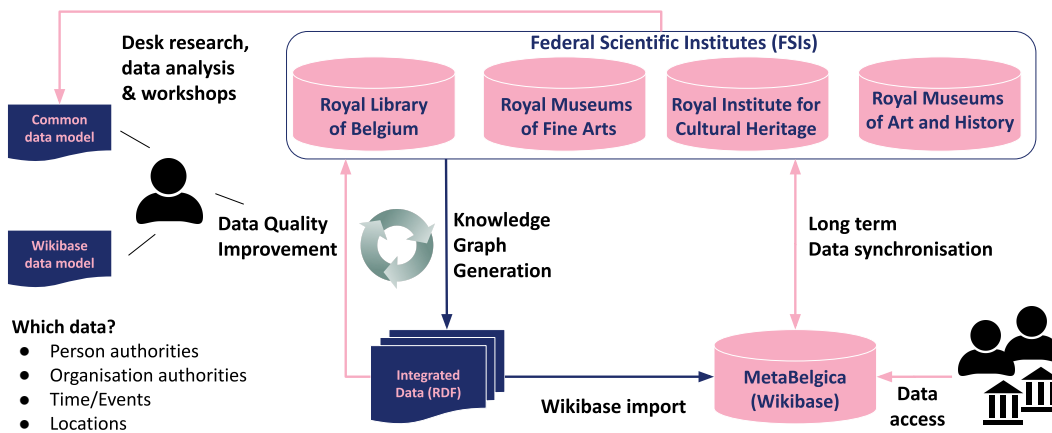 Desk research,
data analysis
& workshops
Federal Scientific Institutes (FSIs)
Royal Library
of Belgium
Royal Museums
of Fine Arts
Royal Institute for
Cultural Heritage
Royal Museums
of Art and History
Common
data model
Wikibase
data model
Data Quality
Improvement
Knowledge
Graph
Generation
Long term
Data synchronisation
Which data?
● Person authorities
● Organisation authorities
● Time/Events
● Locations
Integrated
Data (RDF)
Wikibase import
MetaBelgica
(Wikibase)
Data
access